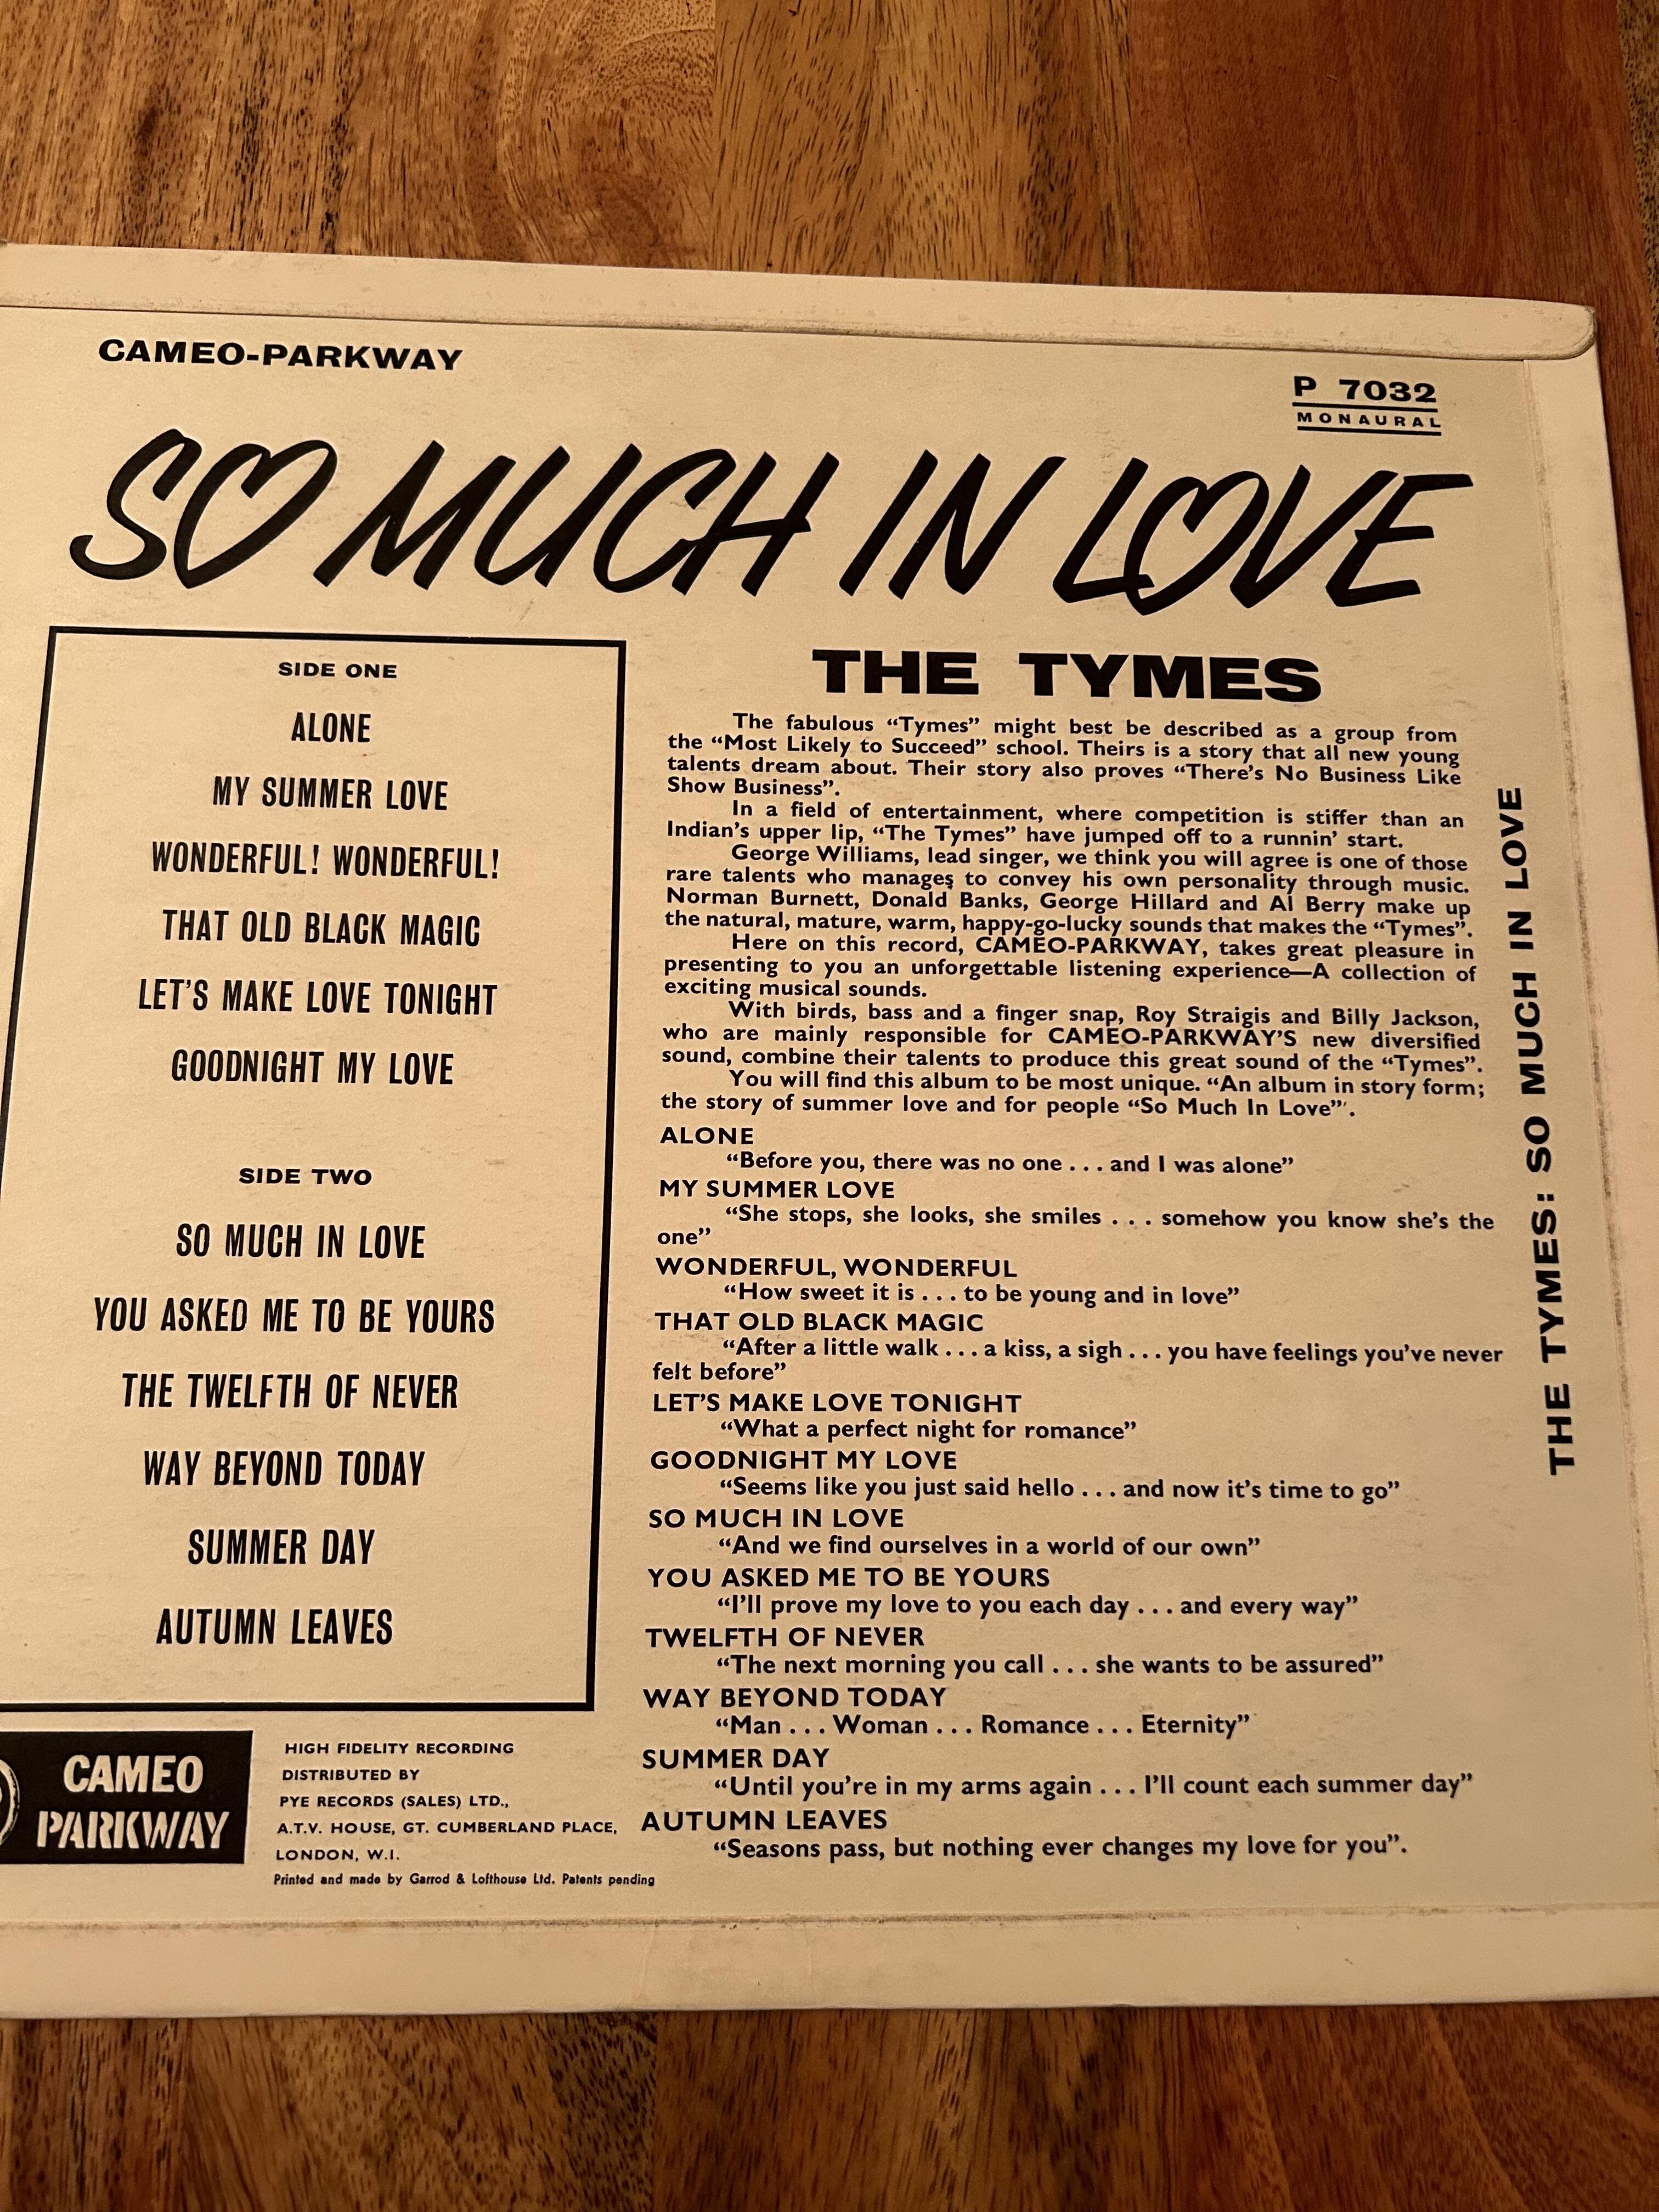 CAMEO-PARKWAY
P 7032
MONAURAL
SO MUCH IN LOVE
SIDE ONE
ALONE
MY SUMMER LOVE
WONDERFUL! WONDERFUL!
THAT OLD BLACK MAGIC
LET'S MAKE LOVE TONIGHT
GOODNIGHT MY LOVE
SIDE TWO
SO MUCH IN LOVE
YOU ASKED ME TO BE YOURS
THE TWELFTH OF NEVER
WAY BEYOND TODAY
SUMMER DAY
AUTUMN LEAVES
CAMEO
PARKWAY
HIGH FIDELITY RECORDING
DISTRIBUTED BY
PYE RECORDS (SALES) LTD.,
A.T.V. HOUSE, GT. CUMBERLAND PLACE,
LONDON, W.I.
Printed and made by Garrod & Lofthouse Ltd. Patents pending
THE TYMES
The fabulous “Tymes” might best be described as a group from
the “Most Likely to Succeed” school. Theirs is a story that all new young
talents dream about. Their story also proves “There's No Business Like
Show Business”.
In a field of entertainment, where competition is stiffer than an
Indian's upper lip, “The Tymes” have jumped off to a runnin' start.
George Williams, lead singer, we think you will agree is one of those
rare talents who manages to convey his own personality through music.
Norman Burnett, Donald Banks, George Hillard and Al Berry make up
the natural, mature, warm, happy-go-lucky sounds that makes the “Tymes”.
Here on this record, CAMEO-PARKWAY, takes great pleasure in
presenting to you an unforgettable listening experience—A collection of
exciting musical sounds.
With birds, bass and a finger snap, Roy Straigis and Billy Jackson,
who are mainly responsible for CAMEO-PARKWAY'S new diversified
sound, combine their talents to produce this great sound of the “Tymes”.
You will find this album to be most unique. “An album in story form;
the story of summer love and for people “So Much In Love”'.
ALONE
“Before you, there was no one . . . and I was alone”
MY SUMMER LOVE
“She stops, she looks, she smiles . . . somehow you know she's the
one”
WONDERFUL, WONDERFUL
“How sweet it is . . . to be young and in love”
THAT OLD BLACK MAGIC
“After a little walk . . . a kiss, a sigh . . . you have feelings you've never
felt before”
LET'S MAKE LOVE TONIGHT
“What a perfect night for romance”
GOODNIGHT MY LOVE
“Seems like you just said hello . . . and now it's time to go”
SO MUCH IN LOVE
“And we find ourselves in a world of our own”
YOU ASKED ME TO BE YOURS
“I'll prove my love to you each day . . . and every way”
TWELFTH OF NEVER
“The next morning you call . . . she wants to be assured”
WAY BEYOND TODAY
“Man . . . Woman . . . Romance . . . Eternity”
SUMMER DAY
“Until you're in my arms again . . . I'll count each summer day”
AUTUMN LEAVES
“Seasons pass, but nothing ever changes my love for you”.
THE TYMES: SO MUCH IN LOVE